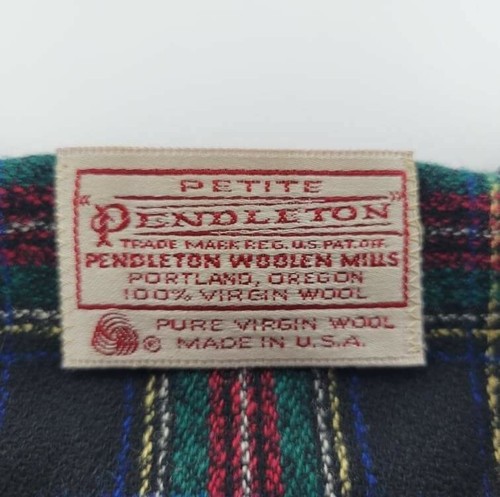 PETITE
"PENDLETON"
TRADE MARK REG. U.S. PAT. OFF.
PENDLETON WOOLEN MILLS
PORTLAND, OREGON
100% VIRGIN WOOL
PURE VIRGIN WOOL
© MADE IN U.S.A.